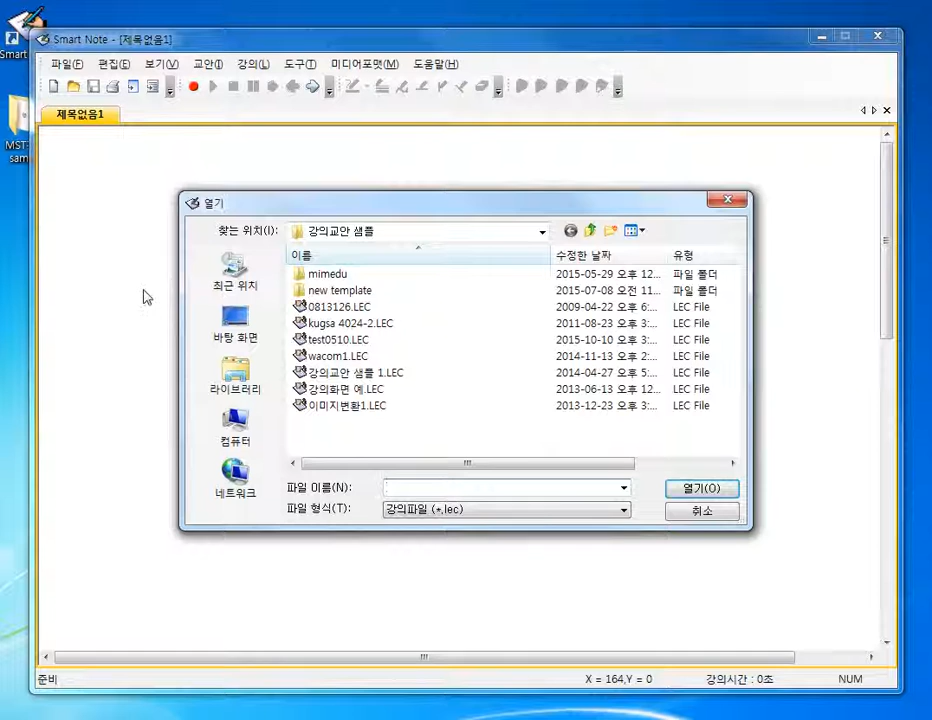 Smart
Smart Note - [제목없음1]
파일(F) 편집(E) 보기(V) 교안(I) 강의(L) 도구(T) 미디어포맷(M) 도움말(H)
제목없음1
MST
sam
열기
찾는 위치(I): 강의교안 샘플
이름 수정한 날짜 유형
mimedu 2015-05-29 오후 12... 파일 폴더
new template 2015-07-08 오전 11... 파일 폴더
0813126.LEC 2009-04-22 오후 6:... LEC File
kugsa 4024-2.LEC 2011-08-23 오후 3:... LEC File
test0510.LEC 2015-10-10 오후 3:... LEC File
wacom1.LEC 2014-11-13 오후 2:... LEC File
강의교안 샘플 1.LEC 2014-04-27 오후 5:... LEC File
강의화면 예.LEC 2013-06-13 오후 12... LEC File
이미지변환1.LEC 2013-12-23 오후 3:... LEC File
최근 위치
바탕 화면
라이브러리
컴퓨터
네트워크
파일 이름(N): 열기(O)
파일 형식(T): 강의파일 (*.lec) 취소
준비 X = 164,Y = 0 강의시간 : 0초 NUM